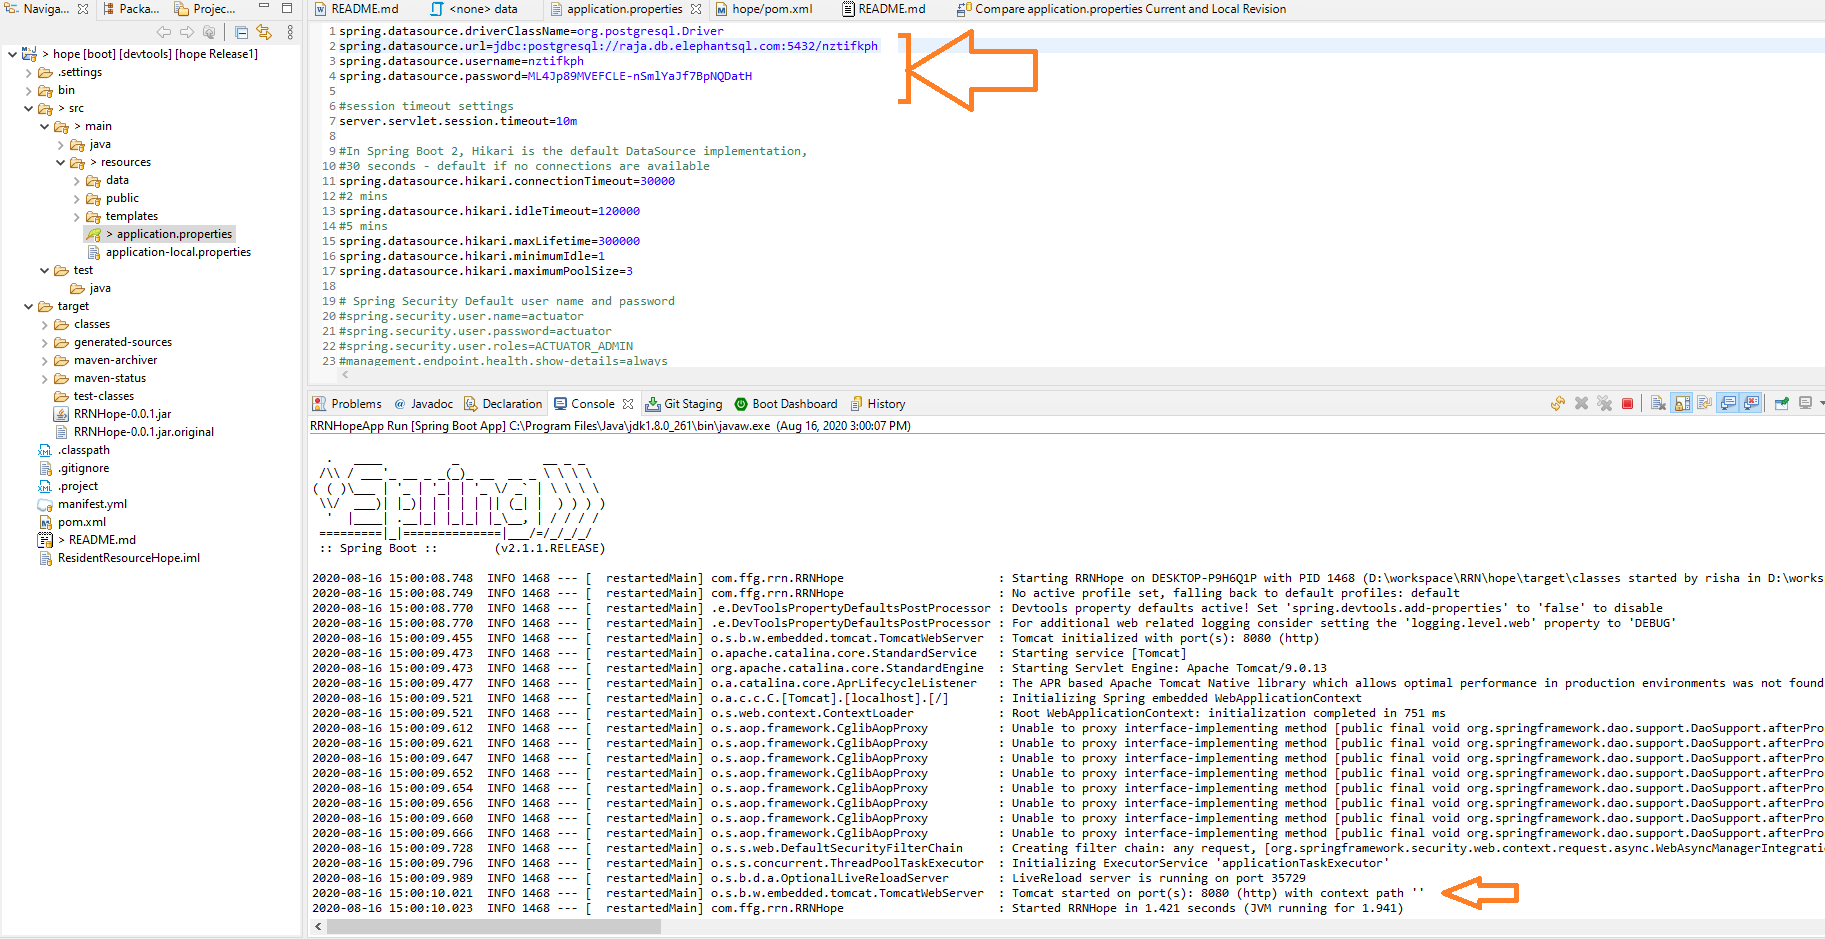 Naviga...
Packa...
Projec...
hope [boot] [devtools] [hope Release1]
.settings
bin
> src
> main
java
> resources
data
public
templates
> application.properties
application-local.properties
test
java
target
classes
generated-sources
maven-archiver
maven-status
test-classes
RRNHope-0.0.1.jar
RRNHope-0.0.1.jar.original
.classpath
.gitignore
.project
manifest.yml
pom.xml
> README.md
ResidentResourceHope.iml
README.md
<none> data
application.properties
hope/pom.xml
README.md
Compare application.properties Current and Local Revision
1 spring.datasource.driverClassName=org.postgresql.Driver
2 spring.datasource.url=jdbc:postgresql://raja.db.elephantsql.com:5432/nztifkph
3 spring.datasource.username=nztifkph
4 spring.datasource.password=ML4Jp89MVEFCLE-nSmlYaJf7BpNQDatH
5
6 #session timeout settings
7 server.servlet.session.timeout=10m
8
9 #In Spring Boot 2, Hikari is the default DataSource implementation,
10 #30 seconds - default if no connections are available
11 spring.datasource.hikari.connectionTimeout=30000
12 #2 mins
13 spring.datasource.hikari.idleTimeout=120000
14 #5 mins
15 spring.datasource.hikari.maxLifetime=300000
16 spring.datasource.hikari.minimumIdle=1
17 spring.datasource.hikari.maximumPoolSize=3
18
19 # Spring Security Default user name and password
20 #spring.security.user.name=actuator
21 #spring.security.user.password=actuator
22 #spring.security.user.roles=ACTUATOR_ADMIN
23 #management.endpoint.health.show-details=always
Problems
Javadoc
Declaration
Console
Git Staging
Boot Dashboard
History
RRNHopeApp Run [Spring Boot App] C:\Program Files\Java\jdk1.8.0_261\bin\javaw.exe (Aug 16, 2020 3:00:07 PM)
:: Spring Boot :: (v2.1.1.RELEASE)
2020-08-16 15:00:08.748 INFO 1468 --- [ restartedMain] com.ffg.rrn.RRNHope : Starting RRNHope on DESKTOP-P9H6Q1P with PID 1468 (D:\workspace\RRN\hope\target\classes started by risha in D:\works
2020-08-16 15:00:08.749 INFO 1468 --- [ restartedMain] com.ffg.rrn.RRNHope : No active profile set, falling back to default profiles: default
2020-08-16 15:00:08.770 INFO 1468 --- [ restartedMain] .e.DevToolsPropertyDefaultsPostProcessor : Devtools property defaults active! Set 'spring.devtools.add-properties' to 'false' to disable
2020-08-16 15:00:08.770 INFO 1468 --- [ restartedMain] .e.DevToolsPropertyDefaultsPostProcessor : For additional web related logging consider setting the 'logging.level.web' property to 'DEBUG'
2020-08-16 15:00:09.455 INFO 1468 --- [ restartedMain] o.s.b.w.embedded.tomcat.TomcatWebServer : Tomcat initialized with port(s): 8080 (http)
2020-08-16 15:00:09.473 INFO 1468 --- [ restartedMain] o.apache.catalina.core.StandardService : Starting service [Tomcat]
2020-08-16 15:00:09.473 INFO 1468 --- [ restartedMain] org.apache.catalina.core.StandardEngine : Starting Servlet Engine: Apache Tomcat/9.0.13
2020-08-16 15:00:09.477 INFO 1468 --- [ restartedMain] o.a.catalina.core.AprLifecycleListener : The APR based Apache Tomcat Native library which allows optimal performance in production environments was not found
2020-08-16 15:00:09.521 INFO 1468 --- [ restartedMain] o.a.c.c.C.[Tomcat].[localhost].[/] : Initializing Spring embedded WebApplicationContext
2020-08-16 15:00:09.521 INFO 1468 --- [ restartedMain] o.s.web.context.ContextLoader : Root WebApplicationContext: initialization completed in 751 ms
2020-08-16 15:00:09.612 INFO 1468 --- [ restartedMain] o.s.aop.framework.CglibAopProxy : Unable to proxy interface-implementing method [public final void org.springframework.dao.support.DaoSupport.afterPro
2020-08-16 15:00:09.621 INFO 1468 --- [ restartedMain] o.s.aop.framework.CglibAopProxy : Unable to proxy interface-implementing method [public final void org.springframework.dao.support.DaoSupport.afterPro
2020-08-16 15:00:09.647 INFO 1468 --- [ restartedMain] o.s.aop.framework.CglibAopProxy : Unable to proxy interface-implementing method [public final void org.springframework.dao.support.DaoSupport.afterPro
2020-08-16 15:00:09.652 INFO 1468 --- [ restartedMain] o.s.aop.framework.CglibAopProxy : Unable to proxy interface-implementing method [public final void org.springframework.dao.support.DaoSupport.afterPro
2020-08-16 15:00:09.654 INFO 1468 --- [ restartedMain] o.s.aop.framework.CglibAopProxy : Unable to proxy interface-implementing method [public final void org.springframework.dao.support.DaoSupport.afterPro
2020-08-16 15:00:09.656 INFO 1468 --- [ restartedMain] o.s.aop.framework.CglibAopProxy : Unable to proxy interface-implementing method [public final void org.springframework.dao.support.DaoSupport.afterPro
2020-08-16 15:00:09.660 INFO 1468 --- [ restartedMain] o.s.aop.framework.CglibAopProxy : Unable to proxy interface-implementing method [public final void org.springframework.dao.support.DaoSupport.afterPro
2020-08-16 15:00:09.666 INFO 1468 --- [ restartedMain] o.s.aop.framework.CglibAopProxy : Unable to proxy interface-implementing method [public final void org.springframework.dao.support.DaoSupport.afterPro
2020-08-16 15:00:09.728 INFO 1468 --- [ restartedMain] o.s.s.web.DefaultSecurityFilterChain : Creating filter chain: any request, [org.springframework.security.web.context.request.async.WebAsyncManagerIntegrati
2020-08-16 15:00:09.796 INFO 1468 --- [ restartedMain] o.s.s.concurrent.ThreadPoolTaskExecutor : Initializing ExecutorService 'applicationTaskExecutor'
2020-08-16 15:00:09.989 INFO 1468 --- [ restartedMain] o.s.b.d.a.OptionalLiveReloadServer : LiveReload server is running on port 35729
2020-08-16 15:00:10.021 INFO 1468 --- [ restartedMain] o.s.b.w.embedded.tomcat.TomcatWebServer : Tomcat started on port(s): 8080 (http) with context path ''
2020-08-16 15:00:10.023 INFO 1468 --- [ restartedMain] com.ffg.rrn.RRNHope : Started RRNHope in 1.421 seconds (JVM running for 1.941)